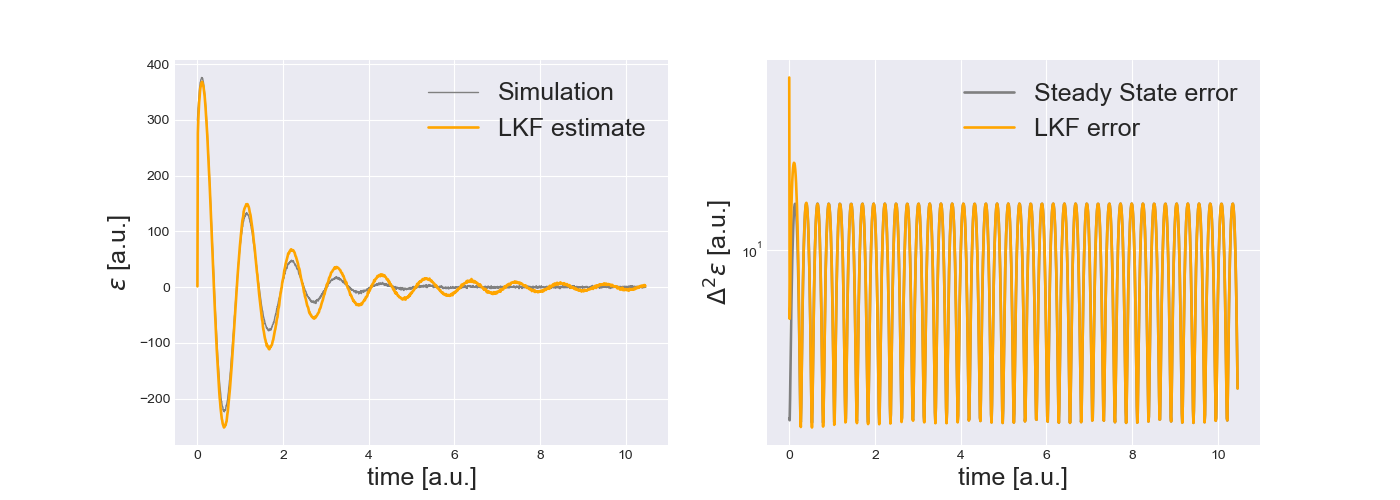 400
300
200
100
0
−100
−200
0 2 4 6 8 10
ε [a.u.]
time [a.u.]
Simulation
LKF estimate
10¹
0 2 4 6 8 10
Δ²ε [a.u.]
time [a.u.]
Steady State error
LKF error